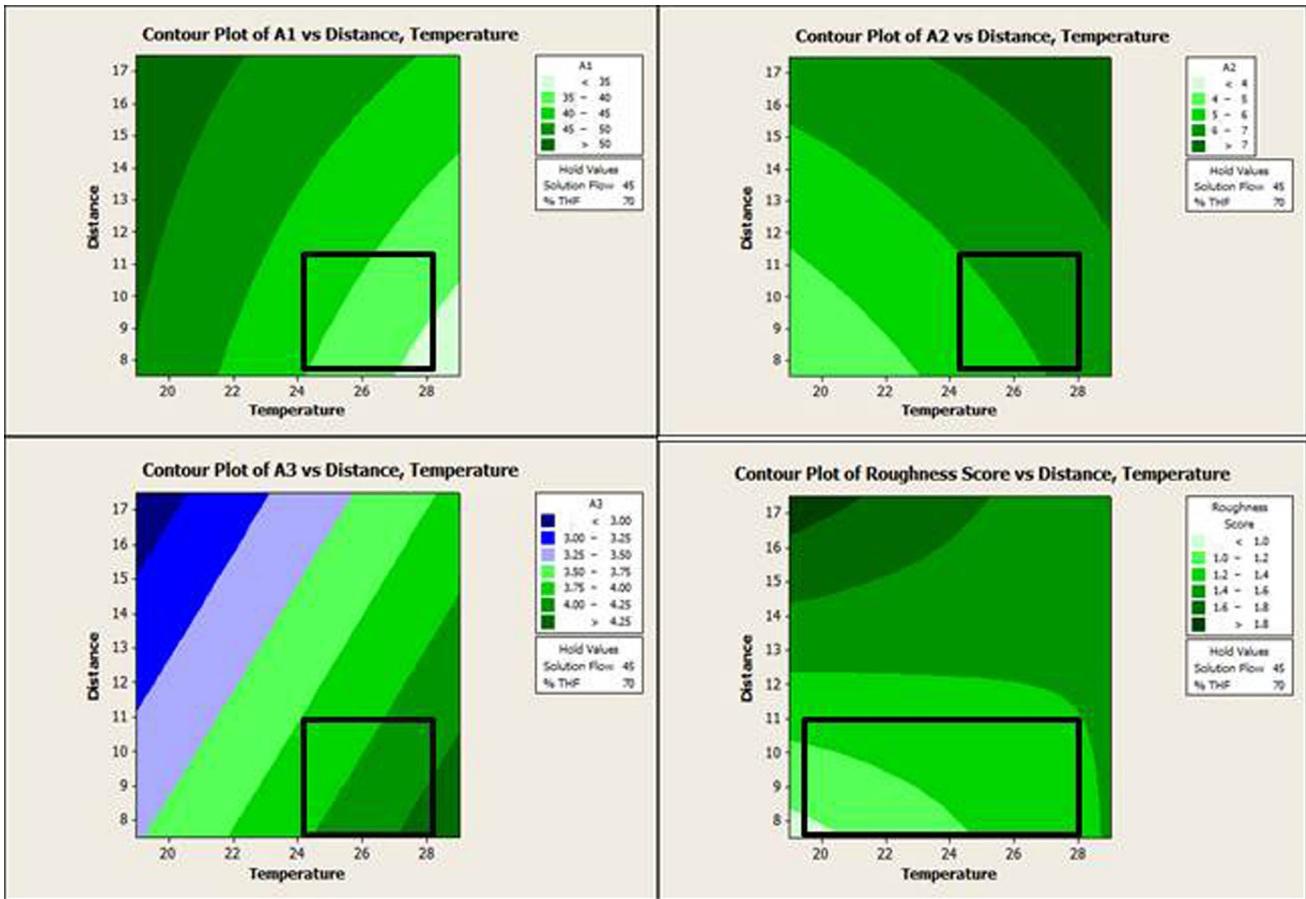 Contour Plot of A1 vs Distance, Temperature
17
16
15
14
13
12
11
10
9
8
Distance
20 22 24 26 28
Temperature
A1
< 35
35 – 40
40 – 45
45 – 50
> 50
Hold Values
Solution Flow 45
% THF 70
Contour Plot of A2 vs Distance, Temperature
17
16
15
14
13
12
11
10
9
8
Distance
20 22 24 26 28
Temperature
A2
< 4
4 – 5
5 – 6
6 – 7
> 7
Hold Values
Solution Flow 45
% THF 70
Contour Plot of A3 vs Distance, Temperature
17
16
15
14
13
12
11
10
9
8
Distance
20 22 24 26 28
Temperature
A3
< 3.00
3.00 – 3.25
3.25 – 3.50
3.50 – 3.75
3.75 – 4.00
4.00 – 4.25
> 4.25
Hold Values
Solution Flow 45
% THF 70
Contour Plot of Roughness Score vs Distance, Temperature
17
16
15
14
13
12
11
10
9
8
Distance
20 22 24 26 28
Temperature
Roughness
Score
< 1.0
1.0 – 1.2
1.2 – 1.4
1.4 – 1.6
1.6 – 1.8
> 1.8
Hold Values
Solution Flow 45
% THF 70